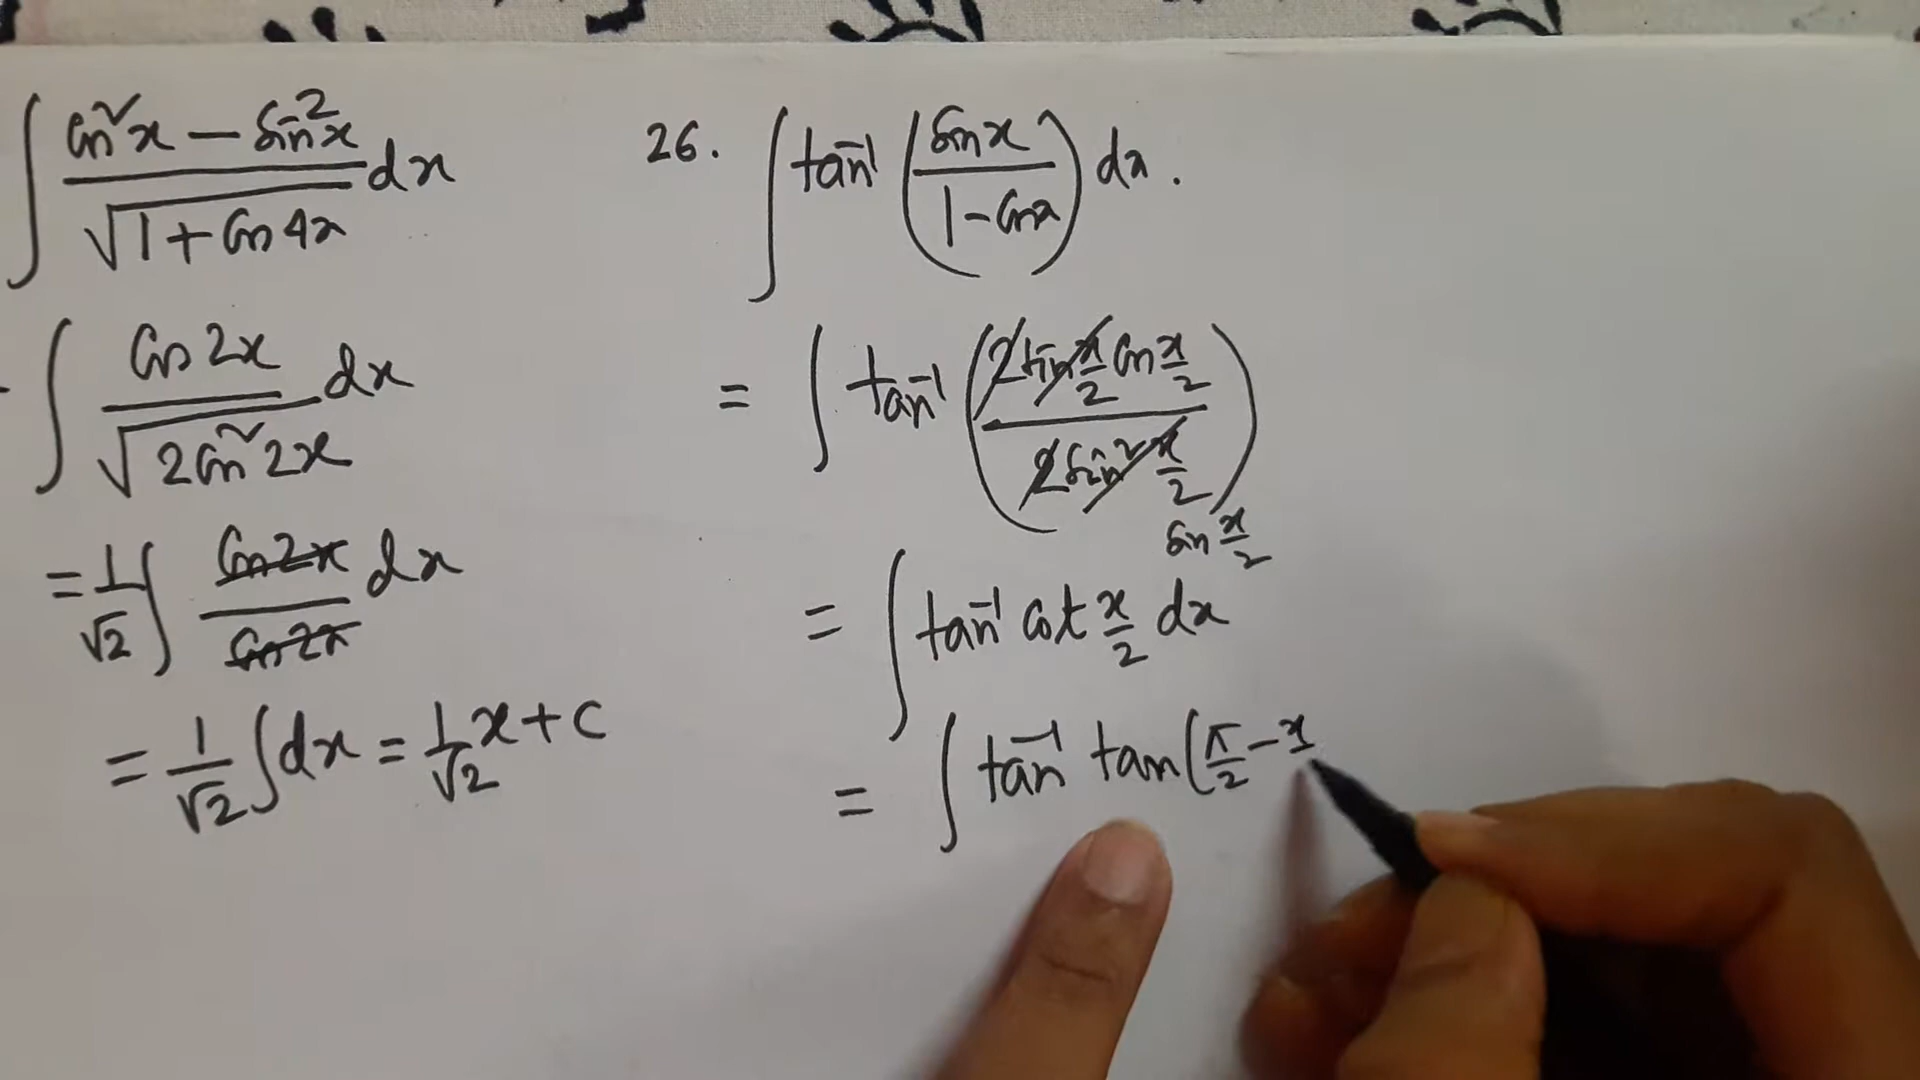 ∫ (cos²x − sin²x)/√(1+cos 4x) dx
∫ cos 2x/√(2cos²2x) dx
= 1/√2 ∫ cos 2x/cos 2x dx
= 1/√2 ∫ dx = 1/√2 x + c
26. ∫ tan⁻¹ (sin x/(1−cos x)) dx.
= ∫ tan⁻¹ (2 sin x/2 cos x/2 / 2 sin² x/2)
sin x/2
= ∫ tan⁻¹ cot x/2 dx
= ∫ tan⁻¹ tan (π/2 − x